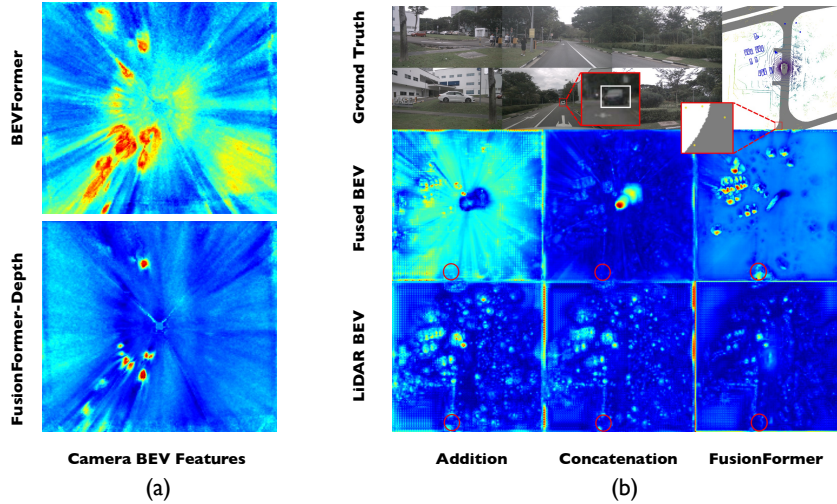 BEVFormer
FusionFormer-Depth
Camera BEV Features
(a)
Ground Truth
Fused BEV
LiDAR BEV
Addition
Concatenation
FusionFormer
(b)